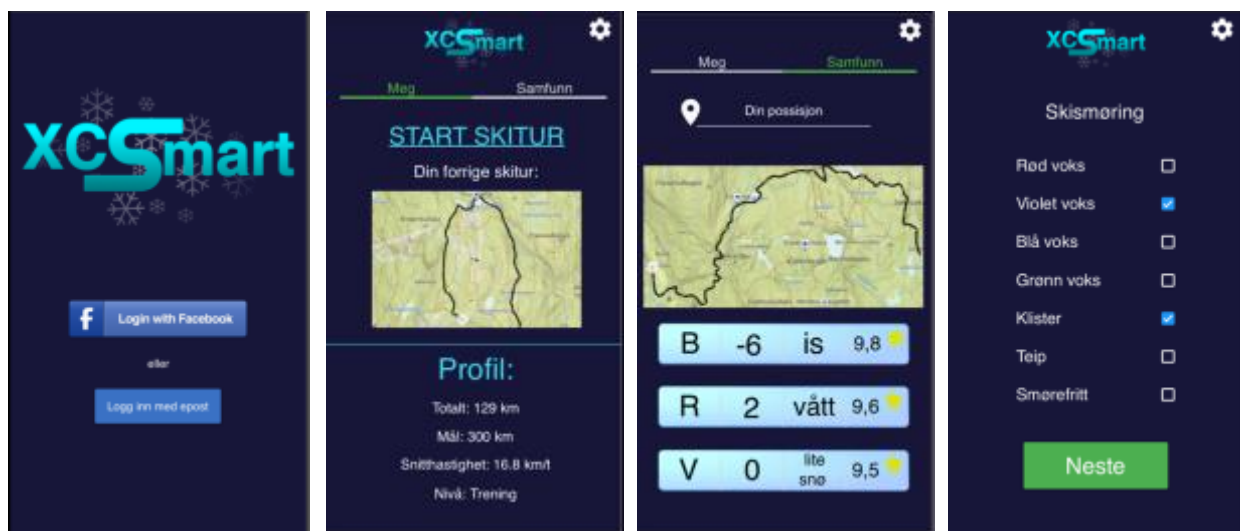 XCSmart
Login with Facebook
eller
Logg inn med epost
XCSmart
Meg Samfunn
START SKITUR
Din forrige skitur:
Profil:
Totalt: 129 km
Mål: 300 km
Snitthastighet: 16.8 km/t
Nivå: Trening
Meg Samfunn
Din possisjon
B -6 is 9,8
R 2 vått 9,6
V 0 lite snø 9,5
XCSmart
Skismøring
Rød voks
Violet voks
Blå voks
Grønn voks
Klister
Teip
Smørefritt
Neste